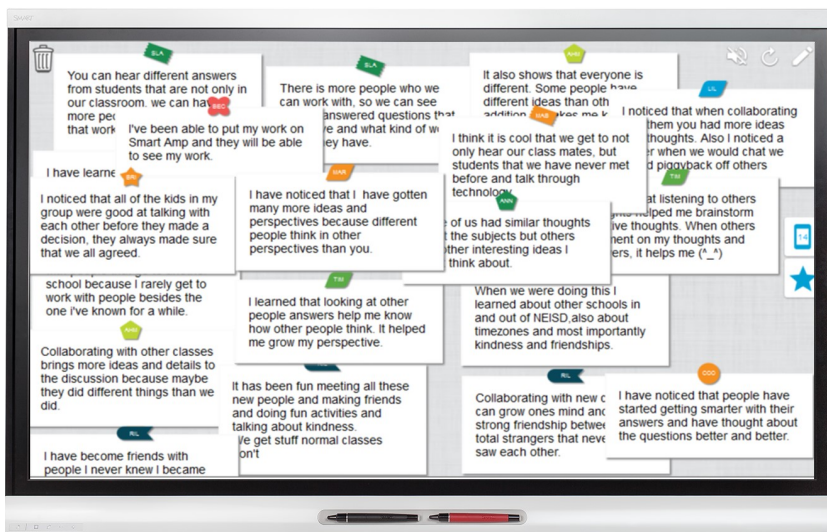 SMART
SLA
You can hear different answers
from students that are not only in
our classroom. we can
more
that work
SLA
There is more people who we
can work with, so we can see
answered questions that
and what kind of
they have.
It also shows that everyone is
different. Some people have
different ideas than
LIL
I noticed that when collaborating
them you had more ideas
thoughts. Also I noticed a
when we would chat we
piggyback off others
I've been able to put my work on
Smart Amp and they will be able
to see my work.
MAR
I think it is cool that we get to not
only hear our class mates, but
students that we have never met
before and talk through
technology
I have
BRI
I noticed that all of the kids in my
group were good at talking with
each other before they made a
decision, they always made sure
that we all agreed.
MAR
I have noticed that I have gotten
many more ideas and
perspectives because different
people think in other
perspectives than you.
TIM
at listening to others
helped me brainstorm
thoughts. When others
on my thoughts and
it helps me (^_^)
ANN
of us had similar thoughts
the subjects but others
other interesting ideas I
think about.
14
school because I rarely get to
work with people besides the
one i've known for a while.
TIM
I learned that looking at other
people answers help me know
how other people think. It helped
me grow my perspective.
When we were doing this I
learned about other schools in
and out of NEISD,also about
timezones and most importantly
kindness and friendships.
Collaborating with other classes
brings more ideas and details to
the discussion because maybe
they did different things than we
did.
It has been fun meeting all these
new people and making friends
and doing fun activities and
talking about kindness.
We get stuff normal classes
don't
RIL
Collaborating with new
can grow ones mind and
strong friendship
total strangers that
saw each other.
I have noticed that people have
started getting smarter with their
answers and have thought about
the questions better and better.
RIL
I have become friends with
people I never knew I became